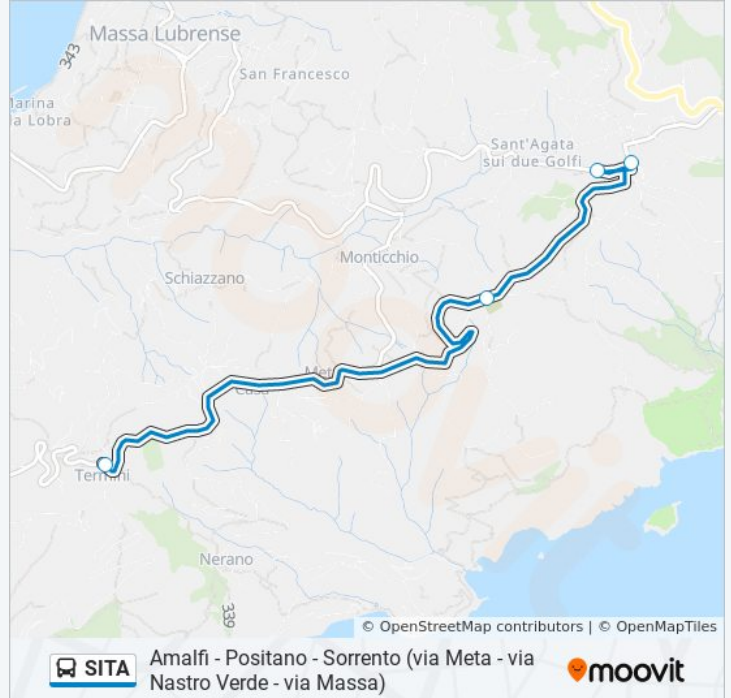 Massa Lubrense
343
San Francesco
Marina
la Lobra
Sant'Agata
sui due Golfi
Monticchio
Schiazzano
Met
Casa
Termini
Nerano
339
© OpenStreetMap contributors | © OpenMapTiles
SITA
Amalfi - Positano - Sorrento (via Meta - via
Nastro Verde - via Massa)
moovit